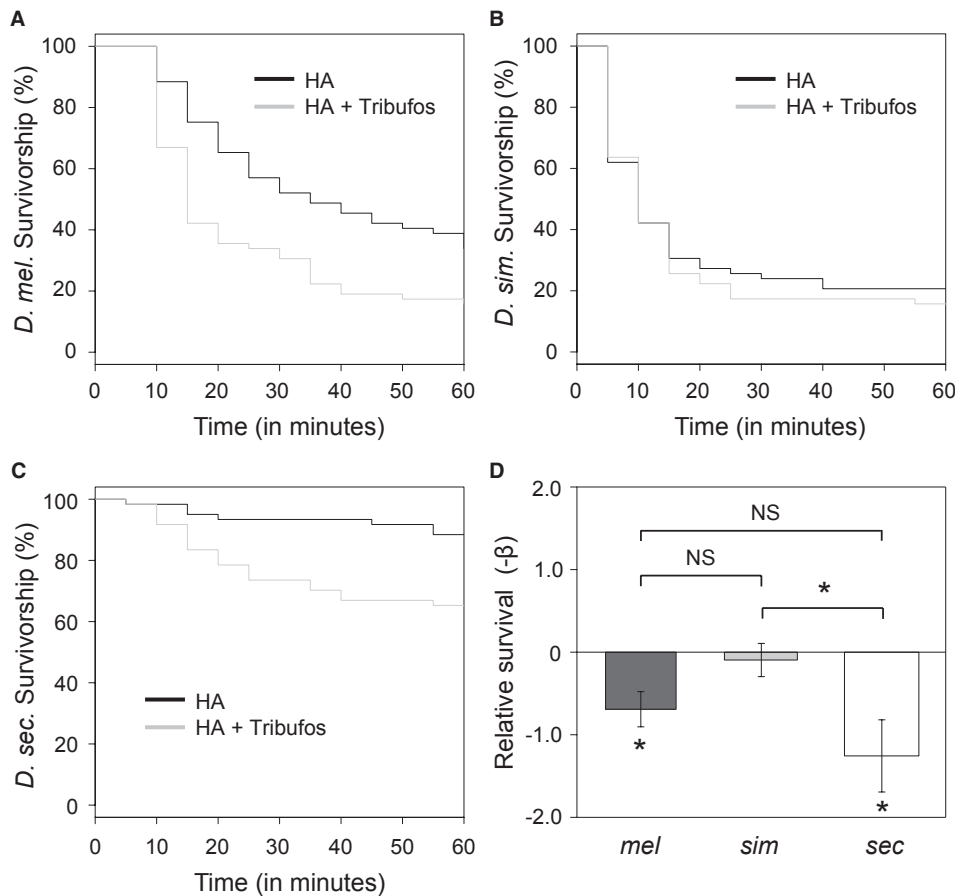 A
100
80
60
40
20
0
D. mel. Survivorship (%)
HA
HA + Tribufos
0 10 20 30 40 50 60
Time (in minutes)
B
100
80
60
40
20
0
D. sim. Survivorship (%)
HA
HA + Tribufos
0 10 20 30 40 50 60
Time (in minutes)
C
100
80
60
40
20
0
D. sec. Survivorship (%)
HA
HA + Tribufos
0 10 20 30 40 50 60
Time (in minutes)
D
2.0
1.0
0
-1.0
-2.0
Relative survival (-β)
NS
NS
*
*
*
mel sim sec